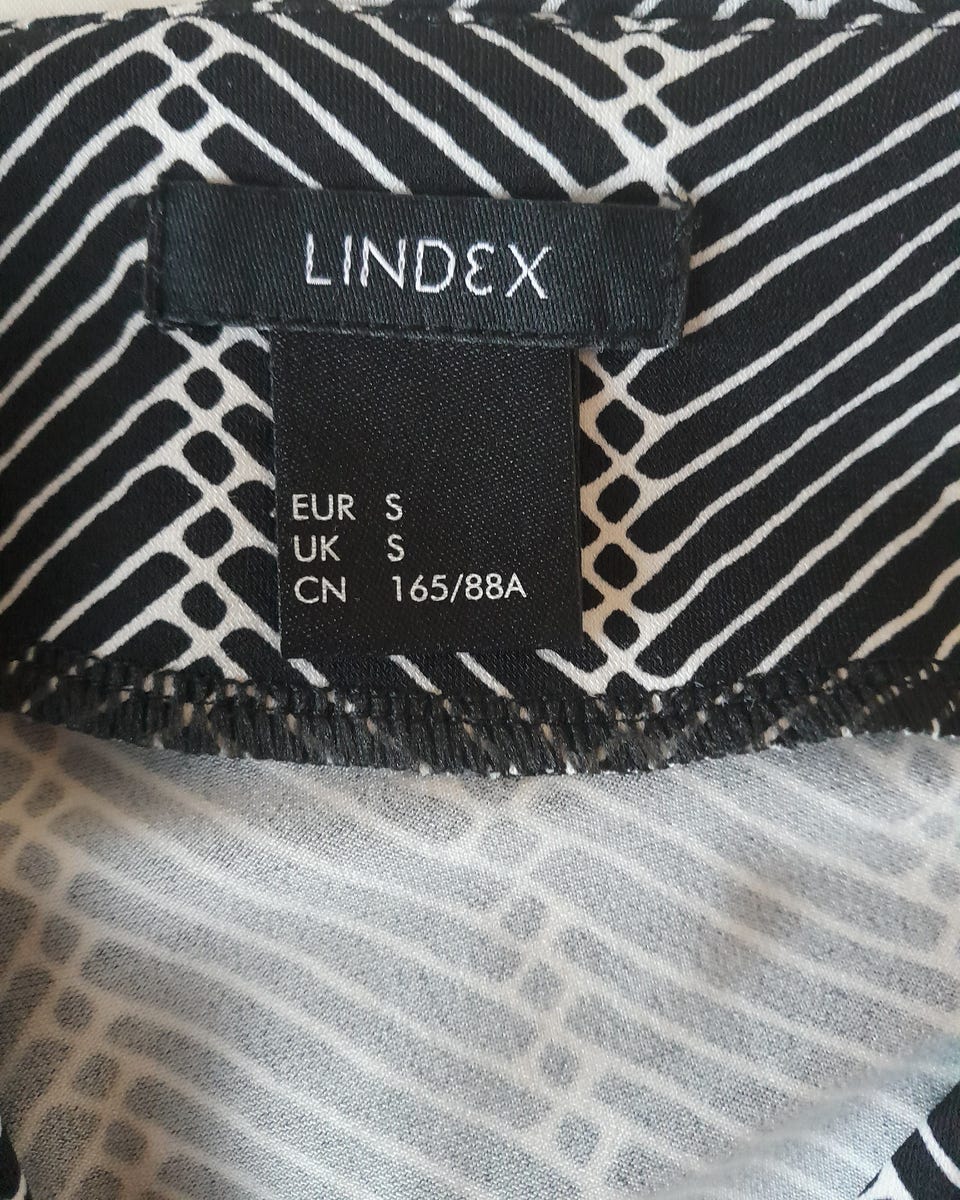 LINDEX
EUR S
UK S
CN 165/88A